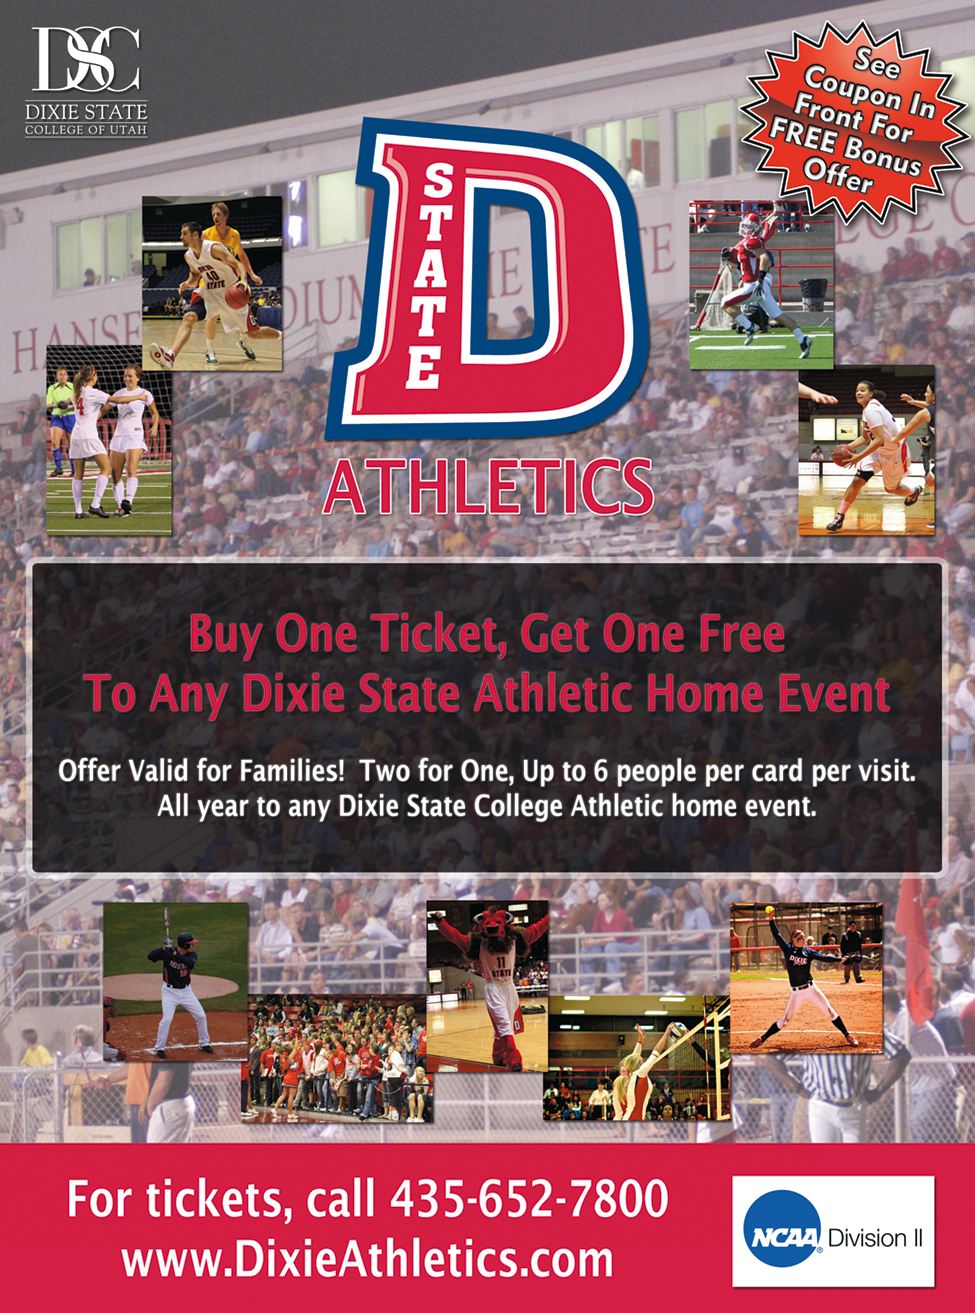 DSC
DIXIE STATE
COLLEGE OF UTAH
See
Coupon In
Front For
FREE Bonus
Offer
STATE
D
ATHLETICS
Buy One Ticket, Get One Free
To Any Dixie State Athletic Home Event
Offer Valid for Families!  Two for One, Up to 6 people per card per visit.
All year to any Dixie State College Athletic home event.
11
STATE
DIXIE
For tickets, call 435-652-7800
www.DixieAthletics.com
NCAA Division II